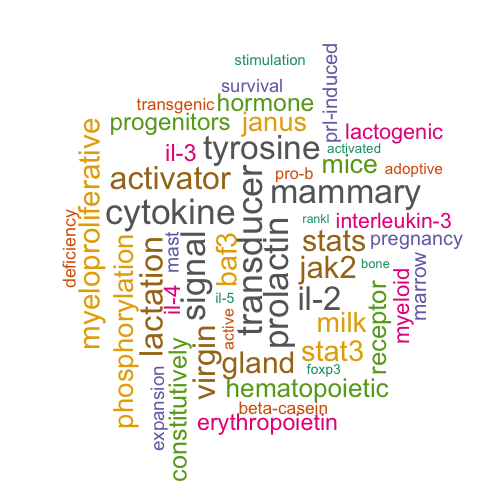 stimulation
survival
prl-induced
transgenic
hormone
progenitors
janus
lactogenic
il-3
tyrosine
activated
mice
pro-b
adoptive
activator
mammary
cytokine
transducer
rankl
interleukin-3
deficiency
myeloproliferative
mast
baf3
stats
pregnancy
lactation
signal
prolactin
jak2
bone
marrow
phosphorylation
il-4
il-5
il-2
myeloid
active
milk
receptor
virgin
gland
stat3
foxp3
expansion
constitutively
hematopoietic
beta-casein
erythropoietin